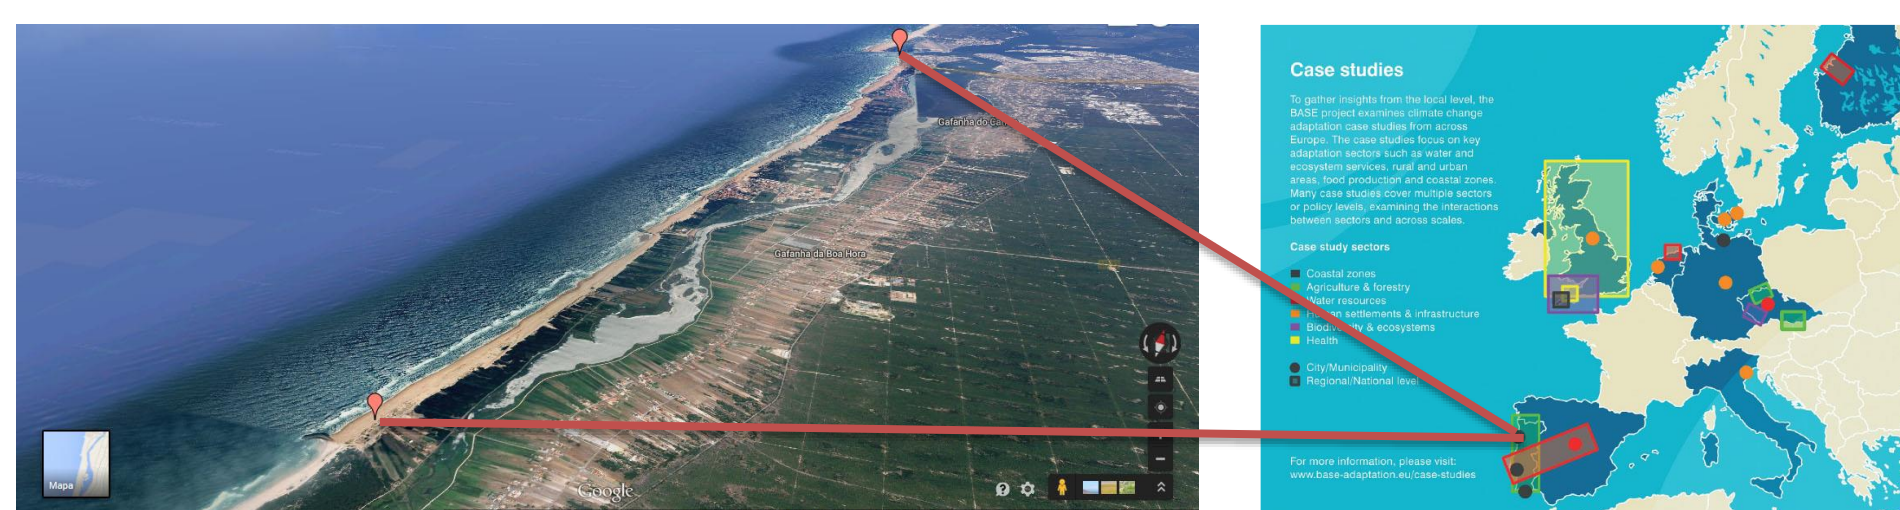 Gafanha do Ca
Gafanha da Boa Hora
Mapa
Google
Case studies
To gather insights from the local level, the
BASE project examines climate change
adaptation case studies from across
Europe. The case studies focus on key
adaptation sectors such as water and
ecosystem services, rural and urban
areas, food production and coastal zones.
Many case studies cover multiple sectors
or policy levels, examining the interactions
between sectors and across scales.
Case study sectors
Coastal zones
Agriculture & forestry
Water resources
Human settlements & infrastructure
Biodiversity & ecosystems
Health
City/Municipality
Regional/National level
For more information, please visit:
www.base-adaptation.eu/case-studies